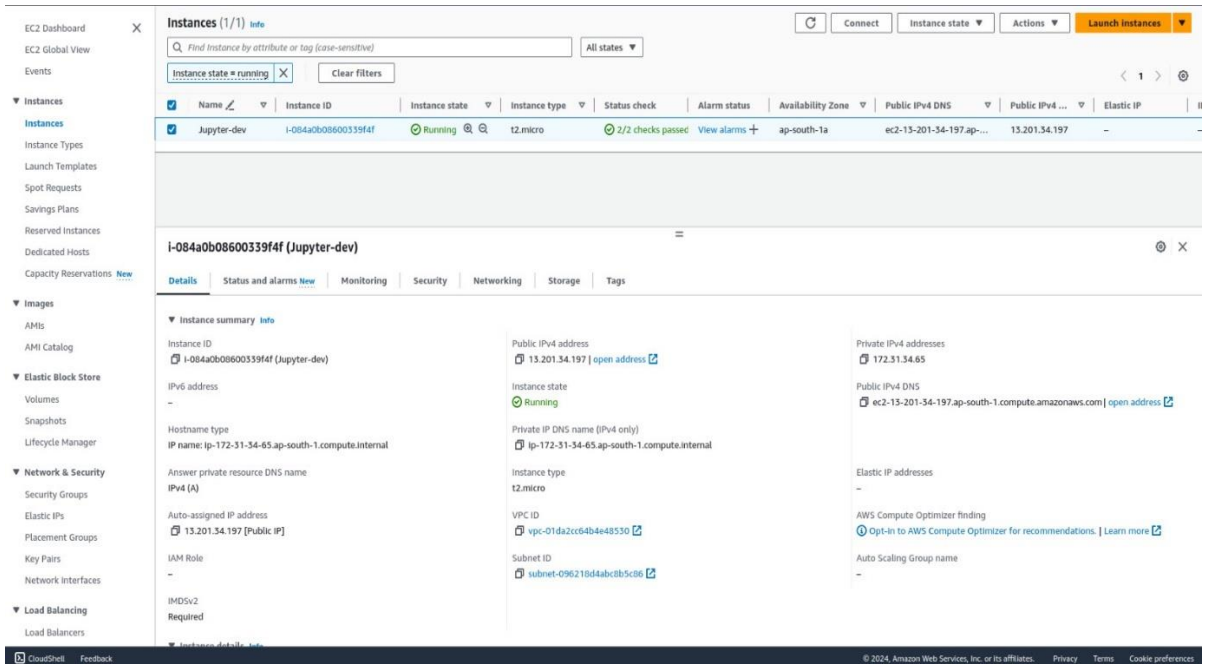 EC2 Dashboard
EC2 Global View
Events
Instances
Instances
Instance Types
Launch Templates
Spot Requests
Savings Plans
Reserved Instances
Dedicated Hosts
Capacity Reservations New
Images
AMIs
AMI Catalog
Elastic Block Store
Volumes
Snapshots
Lifecycle Manager
Network & Security
Security Groups
Elastic IPs
Placement Groups
Key Pairs
Network Interfaces
Load Balancing
Load Balancers
Instances (1/1) Info
Connect Instance state Actions Launch instances
Find Instance by attribute or tag (case-sensitive) All states
Instance state = running Clear filters 1
Name Instance ID Instance state Instance type Status check Alarm status Availability Zone Public IPv4 DNS Public IPv4 ... Elastic IP
Jupyter-dev i-084a0b08600339f4f Running t2.micro 2/2 checks passed View alarms + ap-south-1a ec2-13-201-34-197.ap-... 13.201.34.197 –
i-084a0b08600339f4f (Jupyter-dev)
Details Status and alarms New Monitoring Security Networking Storage Tags
Instance summary Info
Instance ID
i-084a0b08600339f4f (Jupyter-dev)
Public IPv4 address
13.201.34.197 | open address
Private IPv4 addresses
172.31.34.65
IPv6 address
–
Instance state
Running
Public IPv4 DNS
ec2-13-201-34-197.ap-south-1.compute.amazonaws.com | open address
Hostname type
IP name: ip-172-31-34-65.ap-south-1.compute.internal
Private IP DNS name (IPv4 only)
ip-172-31-34-65.ap-south-1.compute.internal
Answer private resource DNS name
IPv4 (A)
Instance type
t2.micro
Elastic IP addresses
–
Auto-assigned IP address
13.201.34.197 [Public IP]
VPC ID
vpc-01da2cc64b4e48530
AWS Compute Optimizer finding
Opt-in to AWS Compute Optimizer for recommendations. | Learn more
IAM Role
–
Subnet ID
subnet-096218d4abc8b5c86
Auto Scaling Group name
–
IMDSv2
Required
Instance details Info
CloudShell Feedback © 2024, Amazon Web Services, Inc. or its affiliates. Privacy Terms Cookie preferences